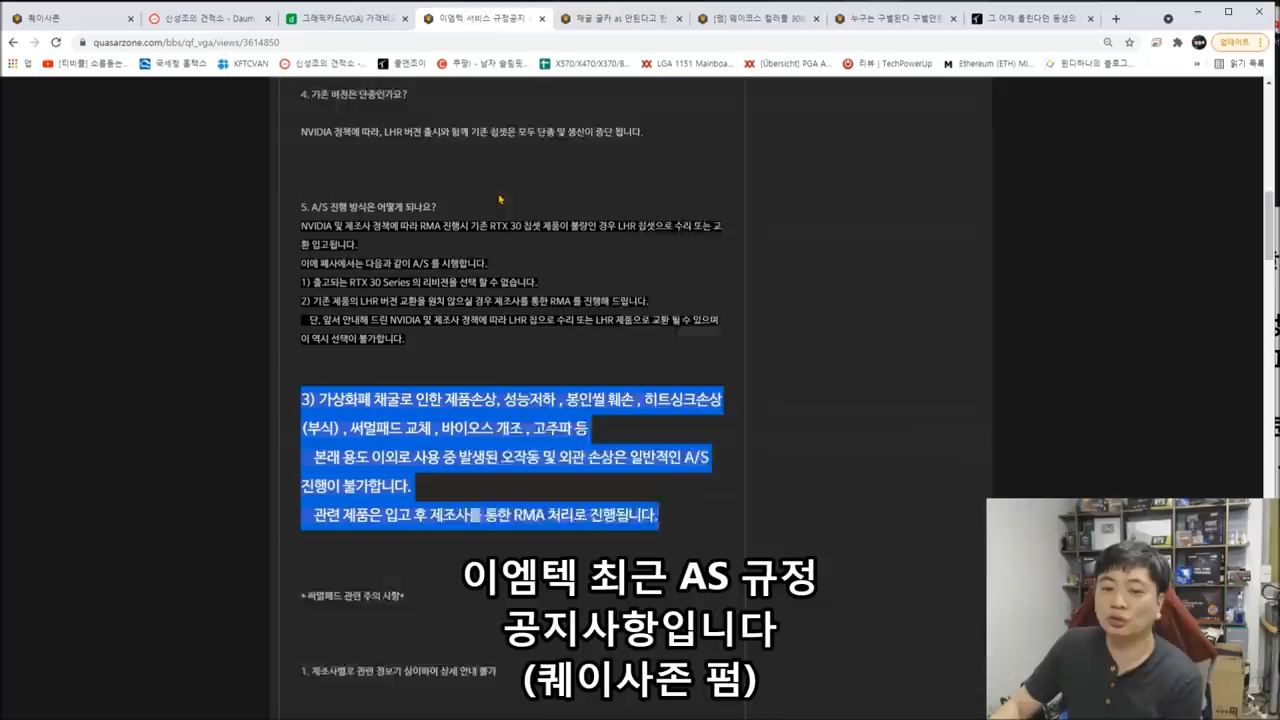 퀘이사존
신성조의 견적소 - Daum
그래픽카드(VGA) 가격비교
이엠텍 서비스 규정공지
채굴 글카 as 안된다고 한
[펌] 웨이코스 컬러풀 30
누구는 구별된다 구별안
그 어제 올린다던 동생의
quasarzone.com/bbs/qf_vga/views/3614850
업데이트
앱
[티비플] 소름돋는...
국세청 홈택스
KFTCVAN
신성조의 견적소 -...
쿨엔조이
쿠팡! - 남자 슬림핏...
X570/X470/X370/B...
LGA 1151 Mainboa...
[Übersicht] PGA A...
리뷰 | TechPowerUp
Ethereum (ETH) Mi...
윈디하나의 블로그...
»
읽기 목록
4. 기존 버전은 단종인가요?
NVIDIA 정책에 따라, LHR 버전 출시와 함께 기존 칩셋은 모두 단종 및 생산이 중단 됩니다.
5. A/S 진행 방식은 어떻게 되나요?
NVIDIA 및 제조사 정책에 따라 RMA 진행시 기존 RTX 30 칩셋 제품이 불량인 경우 LHR 칩셋으로 수리 또는 교
환 입고됩니다.
이에 폐사에서는 다음과 같이 A/S 를 시행합니다.
1) 출고되는 RTX 30 Series 의 리비전을 선택 할 수 없습니다.
2) 기존 제품의 LHR 버전 교환을 원치 않으실 경우 제조사를 통한 RMA 를 진행해 드립니다.
단, 앞서 안내해 드린 NVIDIA 및 제조사 정책에 따라 LHR 칩으로 수리 또는 LHR 제품으로 교환 될 수 있으며
이 역시 선택이 불가합니다.
3) 가상화폐 채굴로 인한 제품손상, 성능저하 , 봉인씰 훼손 , 히트싱크손상
(부식) , 써멀패드 교체 , 바이오스 개조 , 고주파 등
본래 용도 이외로 사용 중 발생된 오작동 및 외관 손상은 일반적인 A/S
진행이 불가합니다.
관련 제품은 입고 후 제조사를 통한 RMA 처리로 진행됩니다.
*써멀패드 관련 주의 사항*
1. 제조사별로 관련 정보가 상이하여 상세 안내 불가
이엠텍 최근 AS 규정
공지사항입니다
(퀘이사존 펌)